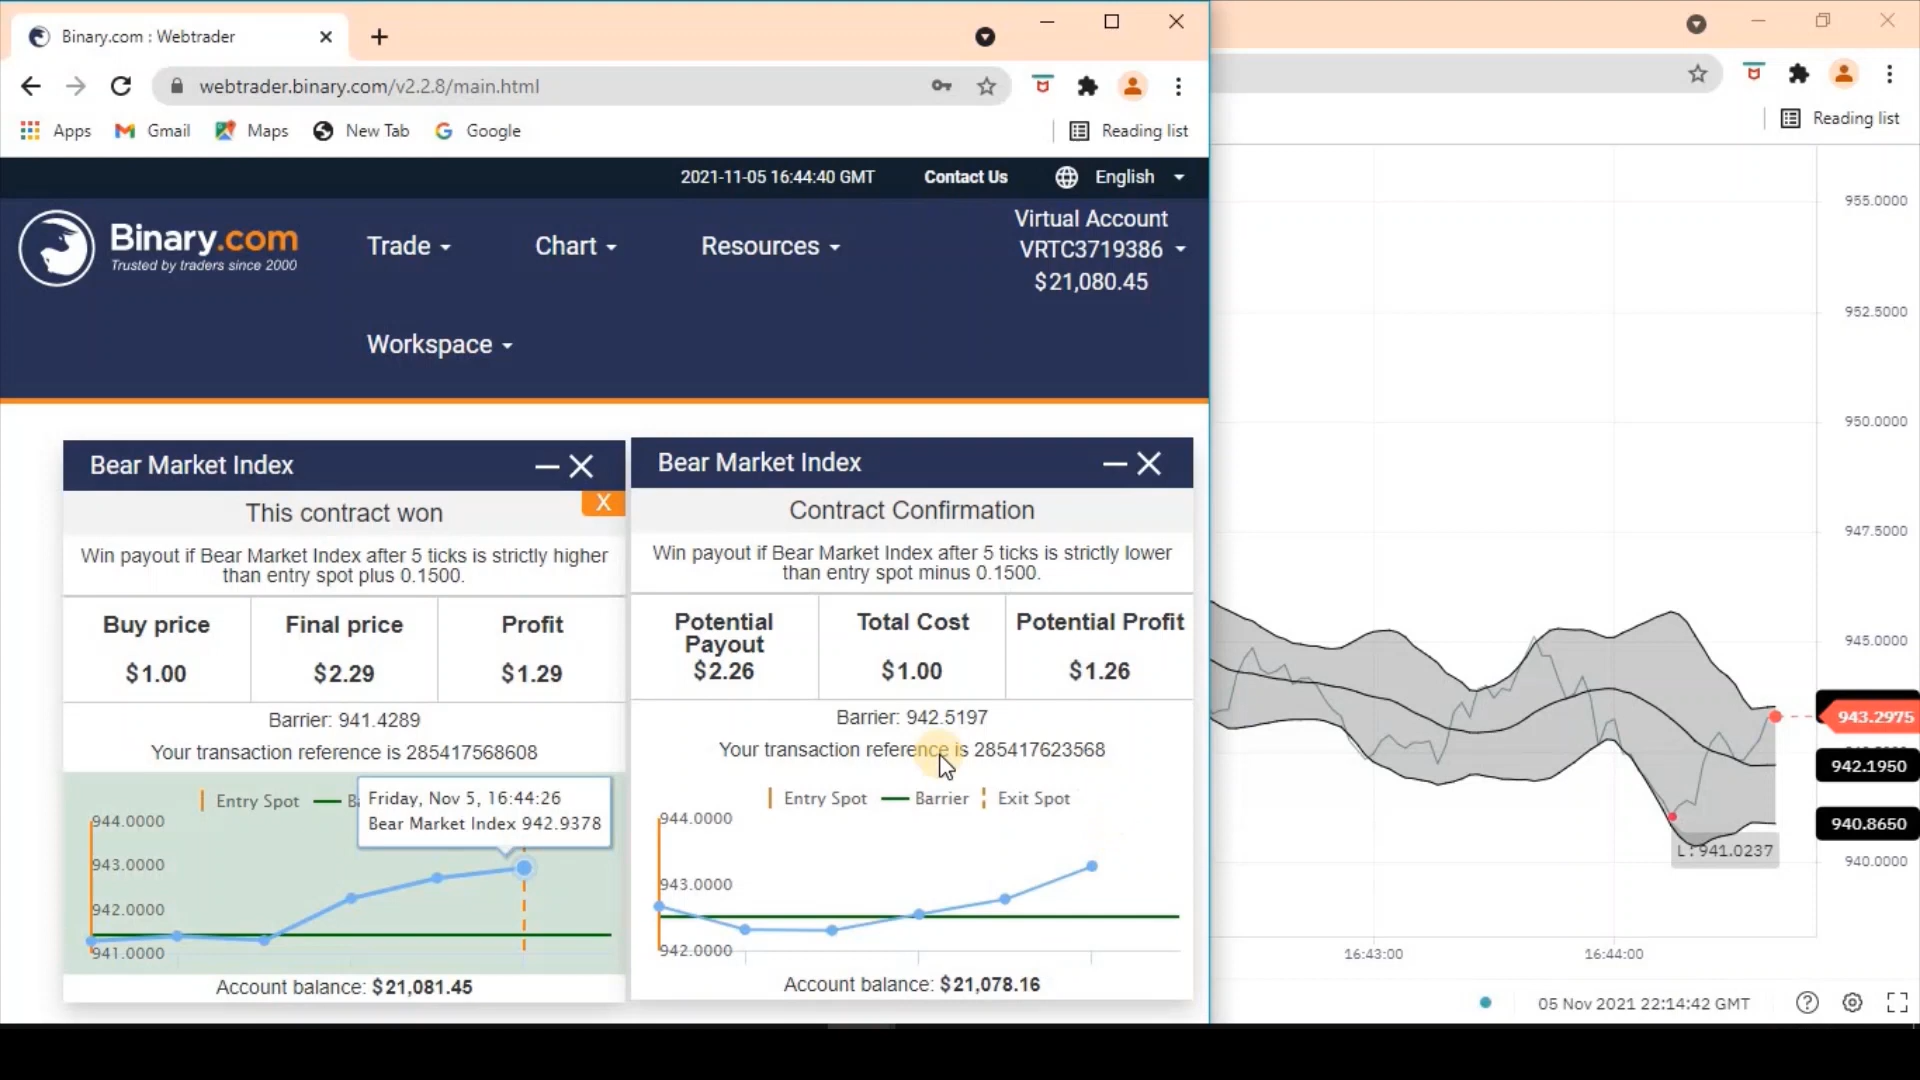 Binary.com : Webtrader
webtrader.binary.com/v2.2.8/main.html
Apps
Gmail
Maps
New Tab
Google
Reading list
Reading list
2021-11-05 16:44:40 GMT
Contact Us
English
Binary.com
Trusted by traders since 2000
Trade
Chart
Resources
Workspace
Virtual Account
VRTC3719386
$21,080.45
Bear Market Index
X
This contract won
Win payout if Bear Market Index after 5 ticks is strictly higher
than entry spot plus 0.1500.
Buy price
Final price
Profit
$1.00
$2.29
$1.29
Barrier: 941.4289
Your transaction reference is 285417568608
Entry Spot
Friday, Nov 5, 16:44:26
Bear Market Index 942.9378
944.0000
943.0000
942.0000
941.0000
Account balance: $21,081.45
Bear Market Index
Contract Confirmation
Win payout if Bear Market Index after 5 ticks is strictly lower
than entry spot minus 0.1500.
Potential
Payout
Total Cost
Potential Profit
$2.26
$1.00
$1.26
Barrier: 942.5197
Your transaction reference is 285417623568
Entry Spot
Barrier
Exit Spot
944.0000
943.0000
942.0000
Account balance: $21,078.16
955.0000
952.5000
950.0000
947.5000
945.0000
943.2975
942.1950
940.8650
940.0000
L: 941.0237
16:43:00
16:44:00
05 Nov 2021 22:14:42 GMT